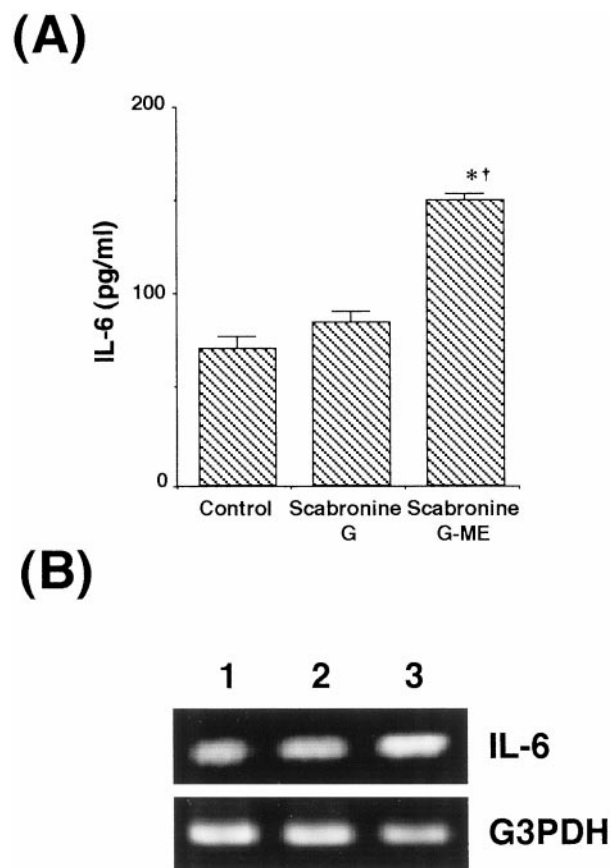 (A)
200
* †
IL-6 (pg/ml)
100
0
Control Scabronine Scabronine
G G-ME
(B)
1 2 3
IL-6
G3PDH